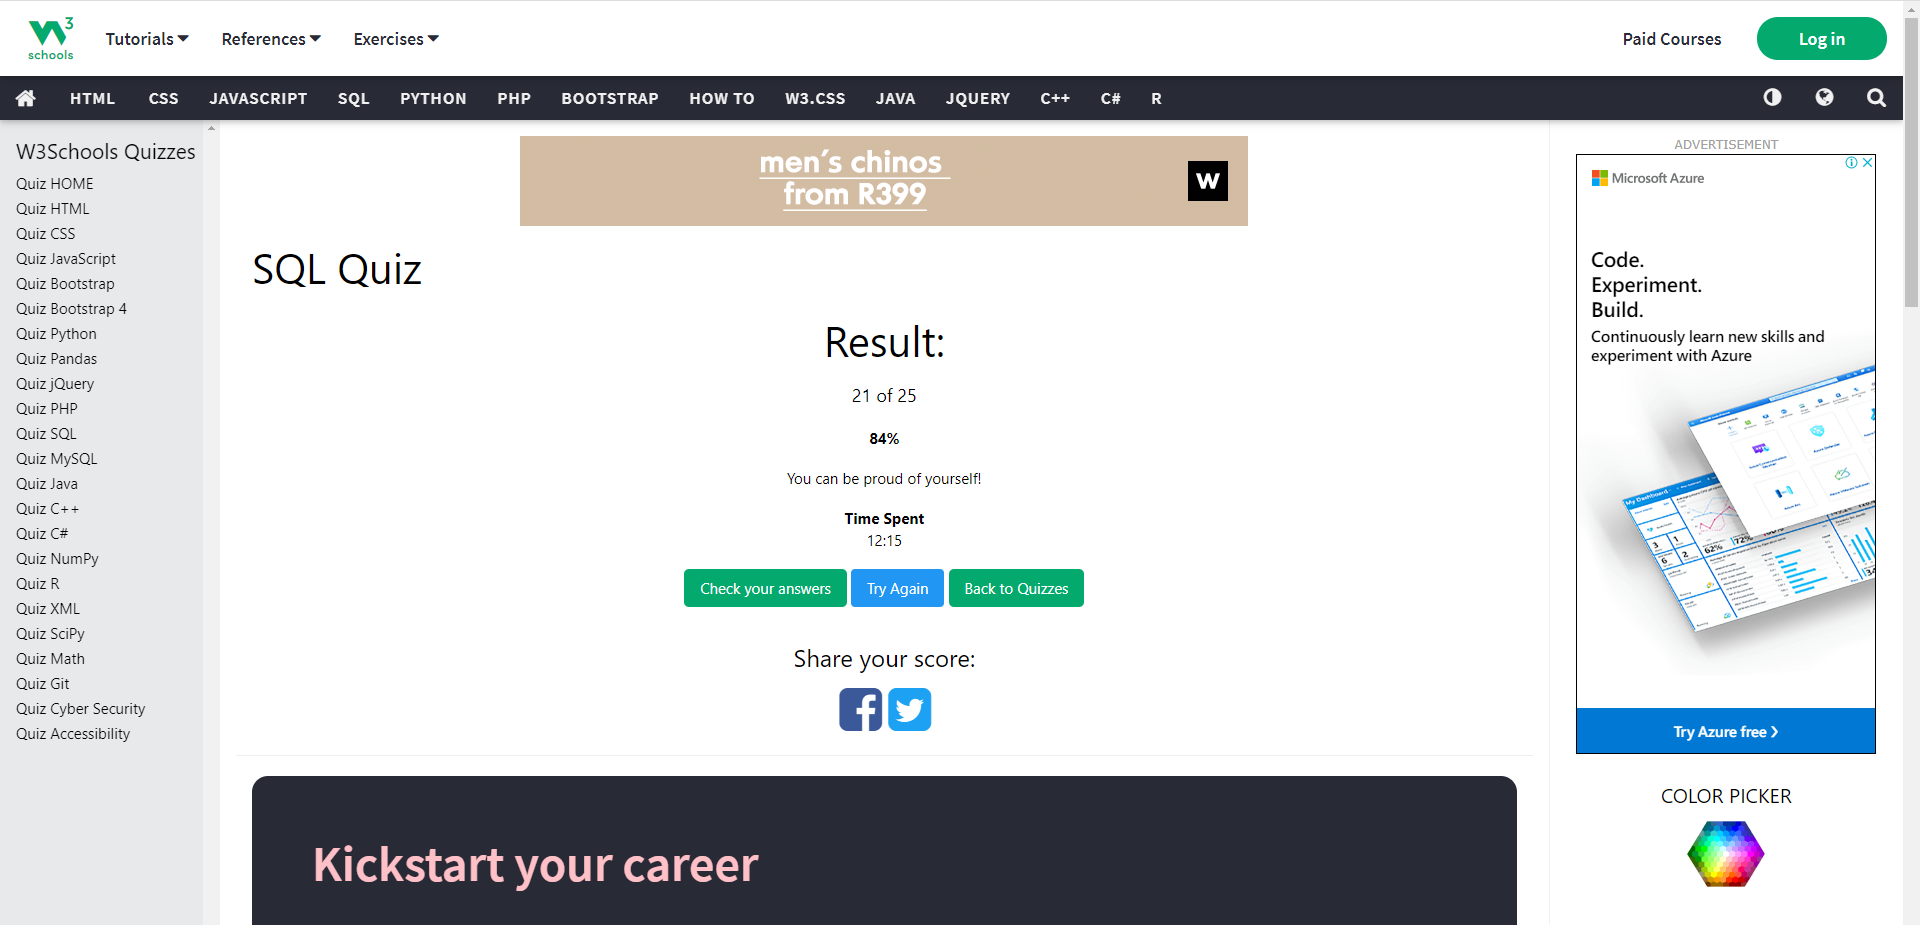 W3
schools
Tutorials
References
Exercises
Paid Courses
Log in
HTML
CSS
JAVASCRIPT
SQL
PYTHON
PHP
BOOTSTRAP
HOW TO
W3.CSS
JAVA
JQUERY
C++
C#
R
W3Schools Quizzes
Quiz HOME
Quiz HTML
Quiz CSS
Quiz JavaScript
Quiz Bootstrap
Quiz Bootstrap 4
Quiz Python
Quiz Pandas
Quiz jQuery
Quiz PHP
Quiz SQL
Quiz MySQL
Quiz Java
Quiz C++
Quiz C#
Quiz NumPy
Quiz R
Quiz XML
Quiz SciPy
Quiz Math
Quiz Git
Quiz Cyber Security
Quiz Accessibility
men's chinos
from R399
W
SQL Quiz
Result:
21 of 25
84%
You can be proud of yourself!
Time Spent
12:15
Check your answers
Try Again
Back to Quizzes
Share your score:
Kickstart your career
ADVERTISEMENT
Microsoft Azure
Code.
Experiment.
Build.
Continuously learn new skills and
experiment with Azure
My Dashboard
62%
72%
Try Azure free
COLOR PICKER